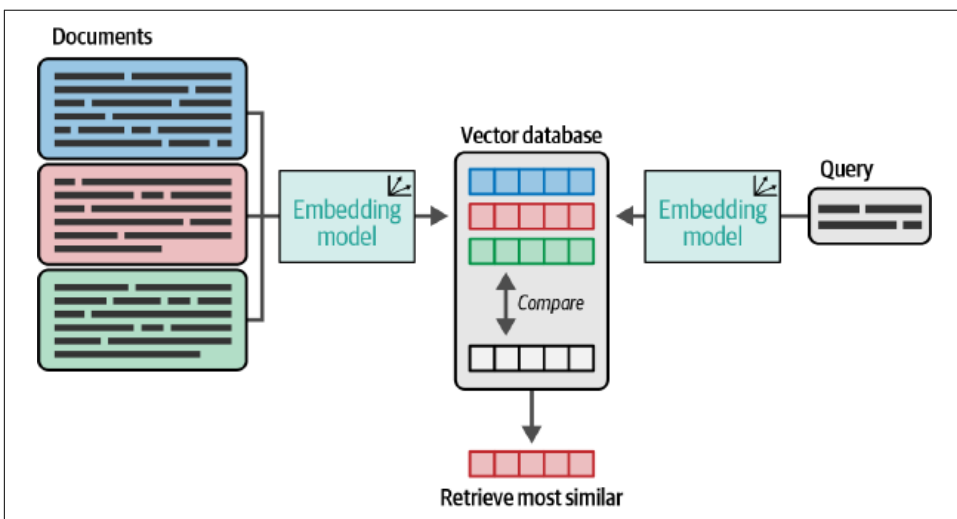 Documents
Vector database
Query
Embedding
model
Embedding
model
Compare
Retrieve most similar